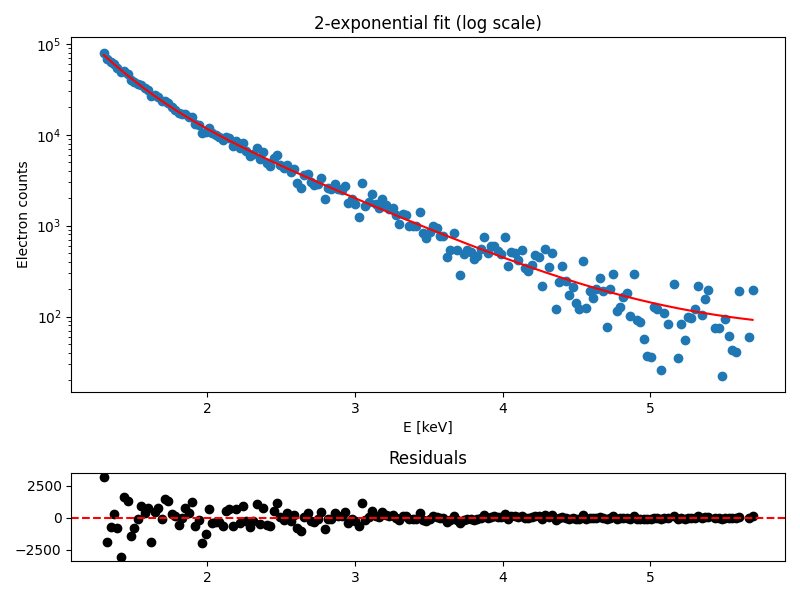 2-exponential fit (log scale)
10^5
10^4
10^3
10^2
Electron counts
2 3 4 5
E [keV]
Residuals
2500
0
−2500
2 3 4 5